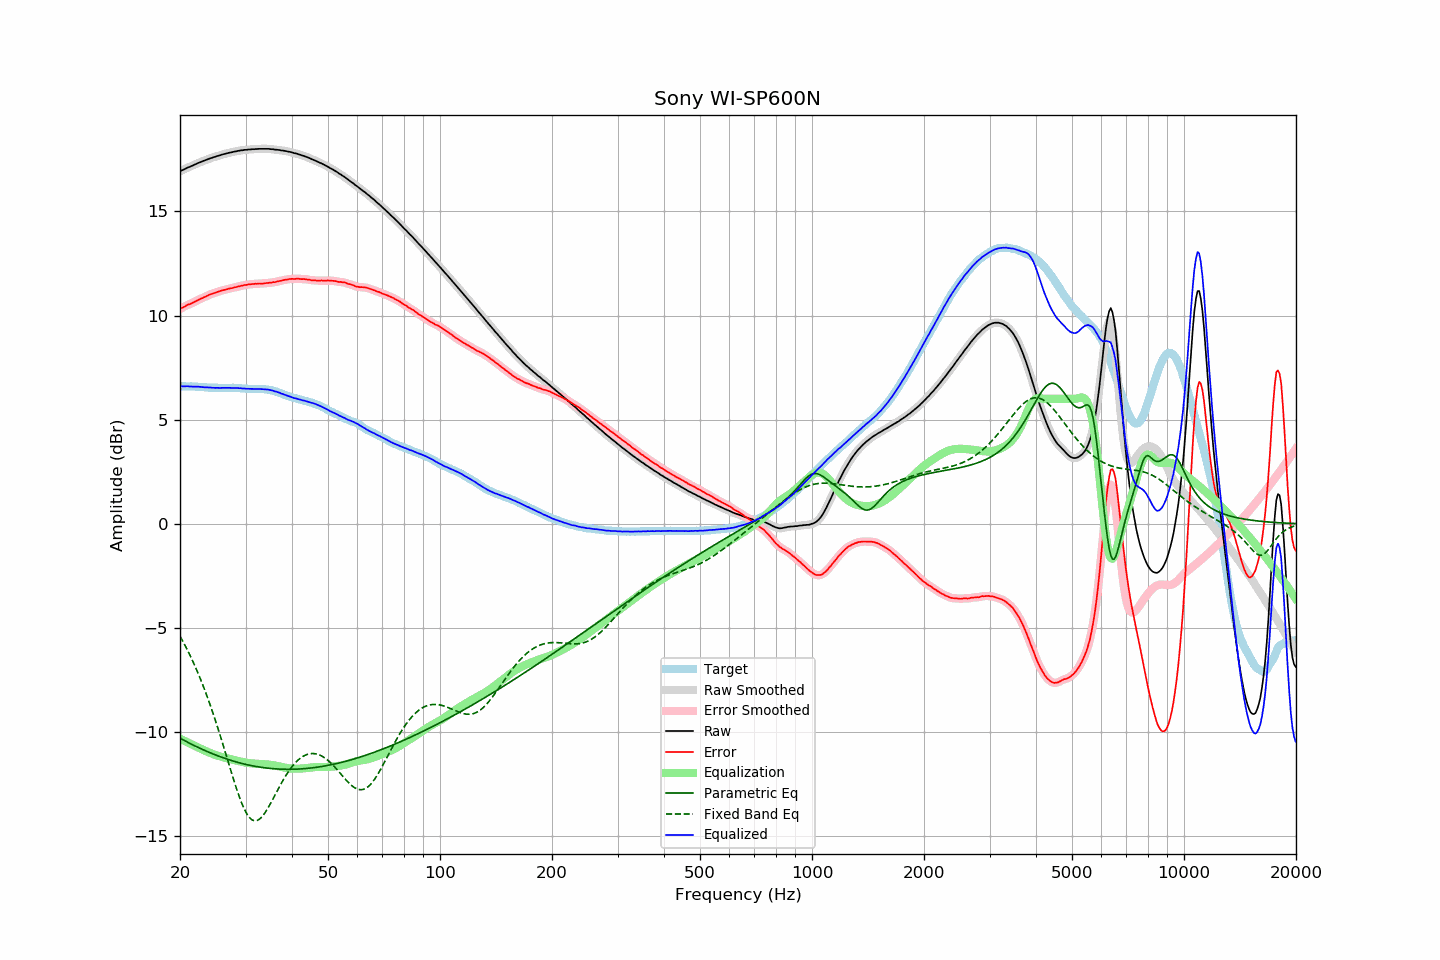 Sony WI-SP600N
Amplitude (dBr)
15
10
5
0
−5
−10
−15
Target
Raw Smoothed
Error Smoothed
Raw
Error
Equalization
Parametric Eq
Fixed Band Eq
Equalized
20 50 100 200 500 1000 2000 5000 10000 20000
Frequency (Hz)